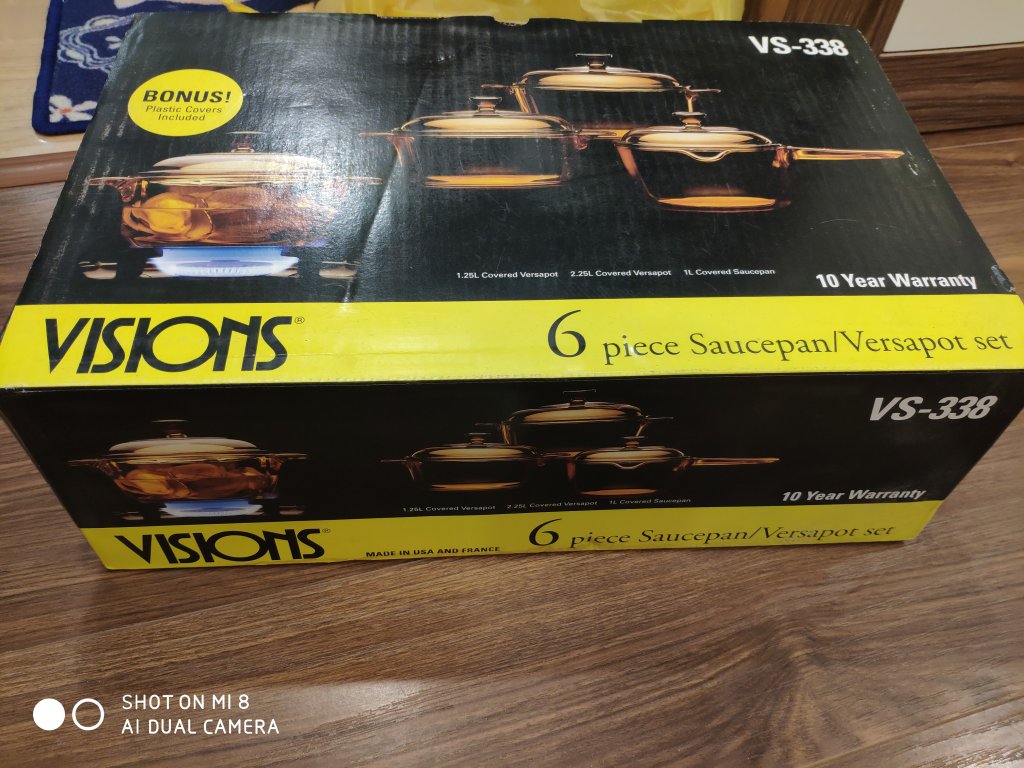 VS-338
BONUS!
Plastic Covers
Included
1.25L Covered Versapot 2.25L Covered Versapot 1L Covered Saucepan
10 Year Warranty
VISIONS®
6 piece Saucepan/Versapot set
VS-338
1.25L Covered Versapot 2.25L Covered Versapot 1L Covered Saucepan
10 Year Warranty
VISIONS®
MADE IN USA AND FRANCE
6 piece Saucepan/Versapot set
SHOT ON MI 8
AI DUAL CAMERA